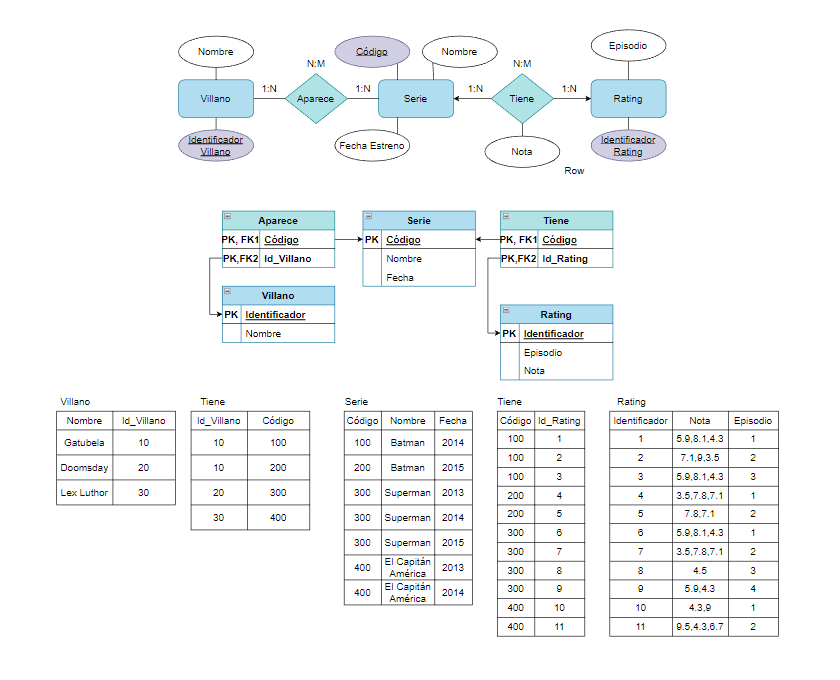 Nombre
Código
Nombre
Episodio
N:M
N:M
Villano
1:N
Aparece
1:N
Serie
1:N
Tiene
1:N
Rating
Identificador
Villano
Fecha Estreno
Nota
Identificador
Rating
Row
Aparece
PK, FK1 Código
PK,FK2 Id_Villano
Serie
PK Código
Nombre
Fecha
Tiene
PK, FK1 Código
PK,FK2 Id_Rating
Villano
PK Identificador
Nombre
Rating
PK Identificador
Episodio
Nota
Villano
Nombre Id_Villano
Gatubela 10
Doomsday 20
Lex Luthor 30
Tiene
Id_Villano Código
10 100
10 200
20 300
30 400
Serie
Código Nombre Fecha
100 Batman 2014
200 Batman 2015
300 Superman 2013
300 Superman 2014
300 Superman 2015
400 El Capitán América 2013
400 El Capitán América 2014
Tiene
Código Id_Rating
100 1
100 2
100 3
200 4
200 5
300 6
300 7
300 8
300 9
400 10
400 11
Rating
Identificador Nota Episodio
1 5.9,8.1,4.3 1
2 7.1,9,3.5 2
3 5.9,8.1,4.3 3
4 3.5,7.8,7.1 1
5 7.8,7.1 2
6 5.9,8.1,4.3 1
7 3.5,7.8,7.1 2
8 4.5 3
9 5.9,4.3 4
10 4.3,9 1
11 9.5,4.3,6.7 2